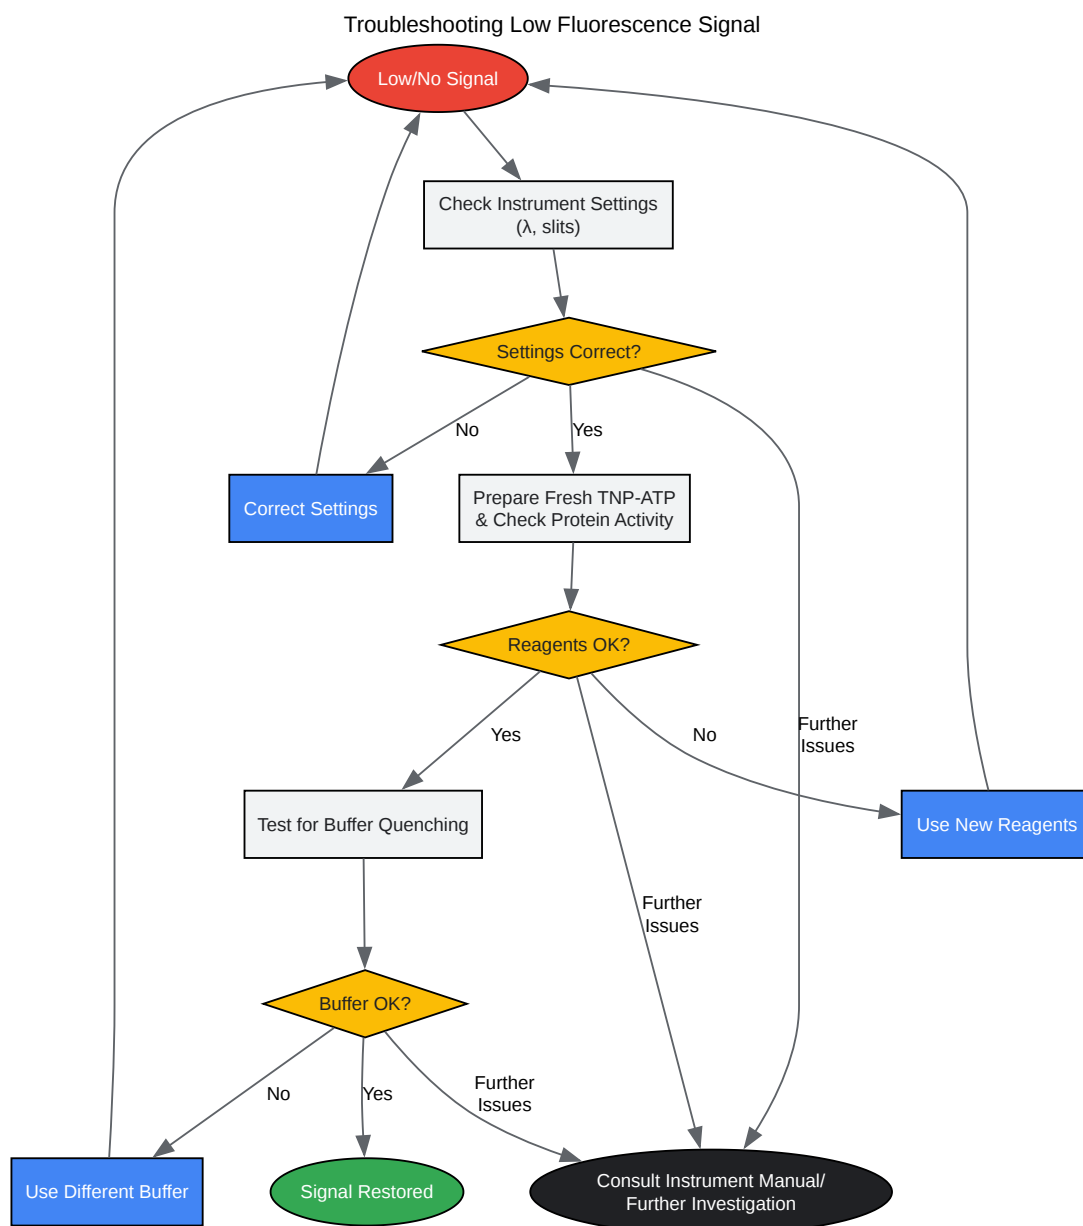 Troubleshooting Low Fluorescence Signal
Low/No Signal
Check Instrument Settings
(λ, slits)
Settings Correct?
No
Yes
Correct Settings
Prepare Fresh TNP-ATP
& Check Protein Activity
Reagents OK?
Yes
No
Further
Issues
Test for Buffer Quenching
Use New Reagents
Further
Issues
Buffer OK?
No
Yes
Further
Issues
Use Different Buffer
Signal Restored
Consult Instrument Manual/
Further Investigation